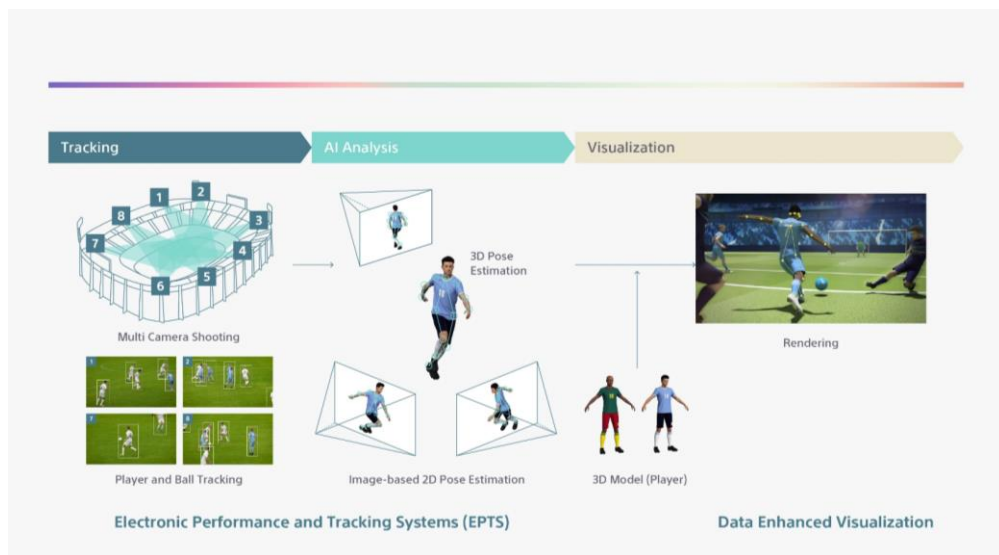 Tracking
AI Analysis
Visualization
1
2
3
4
5
6
7
8
Multi Camera Shooting
3D Pose
Estimation
Rendering
1
2
Player and Ball Tracking
Image-based 2D Pose Estimation
3D Model (Player)
Electronic Performance and Tracking Systems (EPTS)
Data Enhanced Visualization